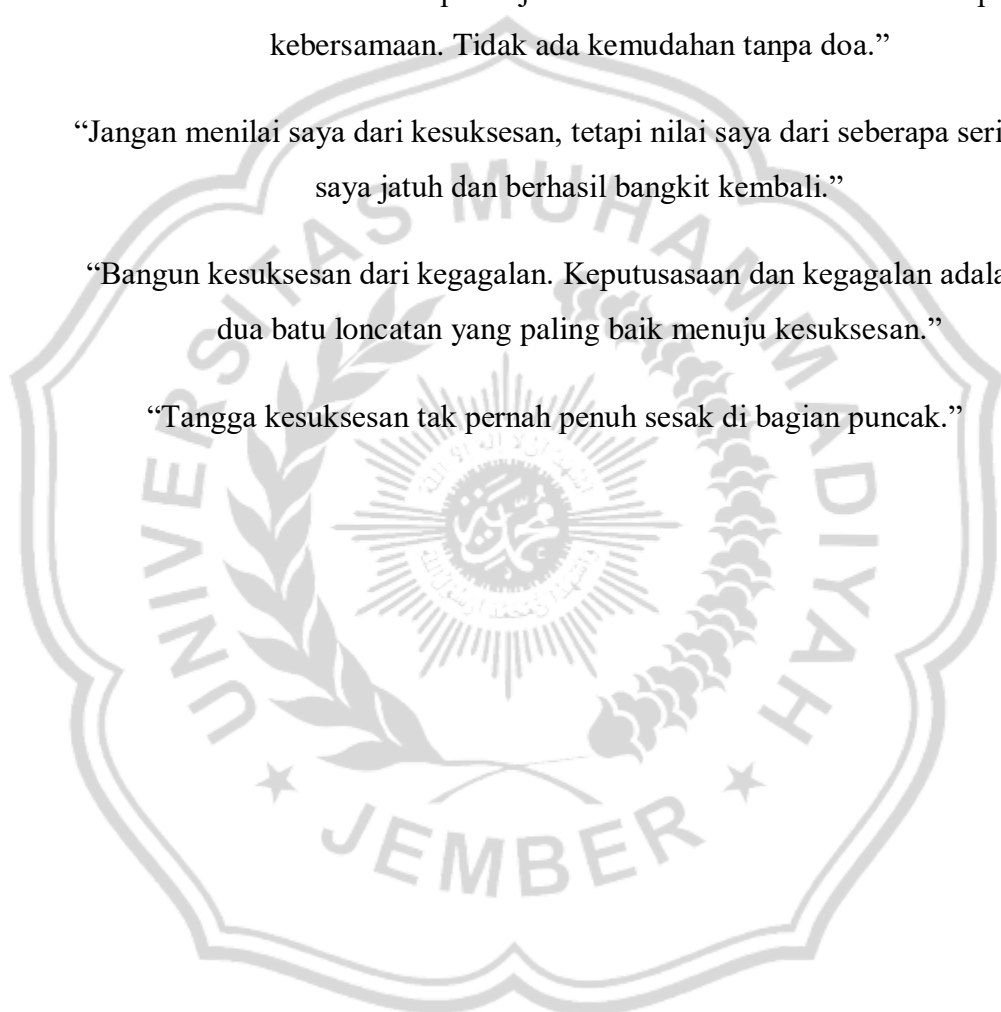 kebersamaan. Tidak ada kemudahan tanpa doa.”
“Jangan menilai saya dari kesuksesan, tetapi nilai saya dari seberapa seri
saya jatuh dan berhasil bangkit kembali.”
“Bangun kesuksesan dari kegagalan. Keputusasaan dan kegagalan adala
dua batu loncatan yang paling baik menuju kesuksesan.”
“Tangga kesuksesan tak pernah penuh sesak di bagian puncak.”
UNIVERSITAS MUHAMMADIYAH
JEMBER